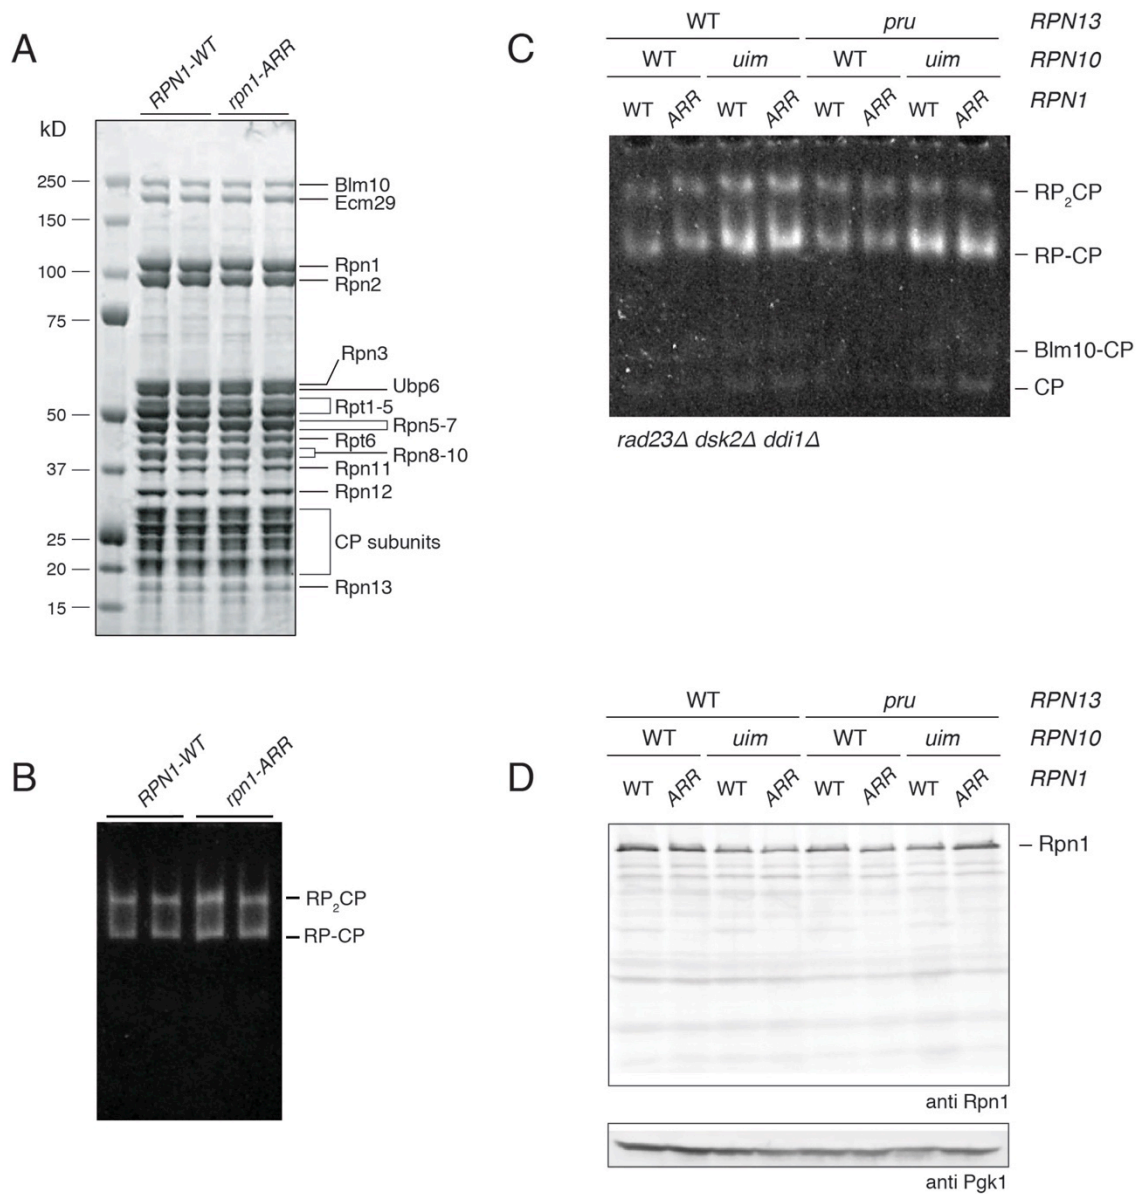 A
RPN1-WT
rpn1-ARR
kD
250
150
100
75
50
37
25
20
15
Blm10
Ecm29
Rpn1
Rpn2
Rpn3
Ubp6
Rpt1-5
Rpn5-7
Rpt6
Rpn8-10
Rpn11
Rpn12
CP subunits
Rpn13
B
RPN1-WT
rpn1-ARR
RP2CP
RP-CP
C
WT pru RPN13
WT uim WT uim RPN10
WT ARR WT ARR WT ARR WT ARR RPN1
RP2CP
RP-CP
Blm10-CP
CP
rad23Δ dsk2Δ ddi1Δ
D
WT pru RPN13
WT uim WT uim RPN10
WT ARR WT ARR WT ARR WT ARR RPN1
Rpn1
anti Rpn1
anti Pgk1